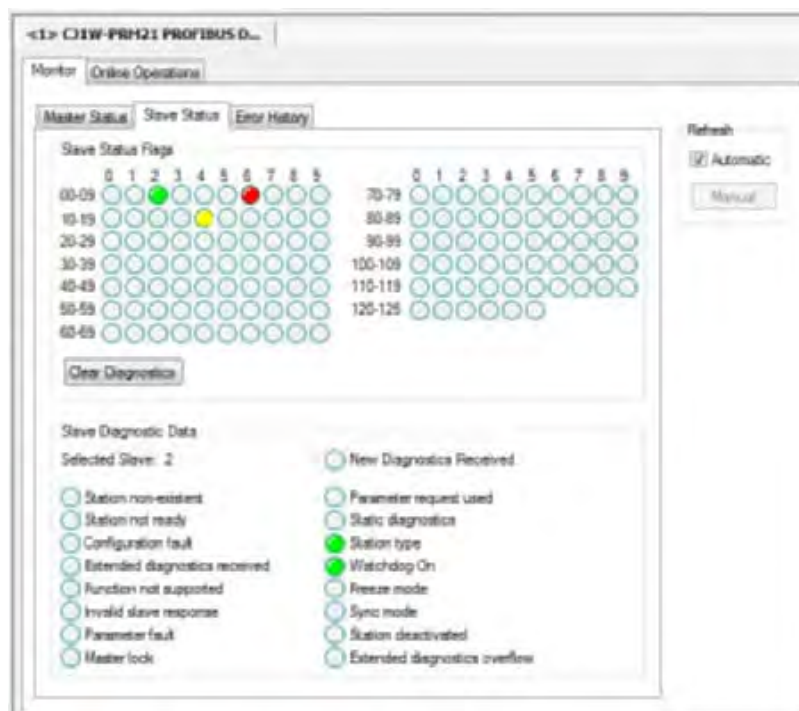 <1> CJ1W-PRM21 PROFIBUS D...
Monitor Online Operations
Master Status Slave Status Error History
Refresh
Automatic
Manual
Slave Status Flags
0 1 2 3 4 5 6 7 8 9 0 1 2 3 4 5 6 7 8 9
00-09 70-79
10-19 80-89
20-29 90-99
30-39 100-109
40-49 110-119
50-59 120-125
60-69
Clear Diagnostics
Slave Diagnostic Data
Selected Slave: 2 New Diagnostics Received
Station non-existent Parameter request used
Station not ready Static diagnostics
Configuration fault Station type
Extended diagnostics received Watchdog On
Function not supported Freeze mode
Invalid slave response Sync mode
Parameter fault Station deactivated
Master lock Extended diagnostics overflow